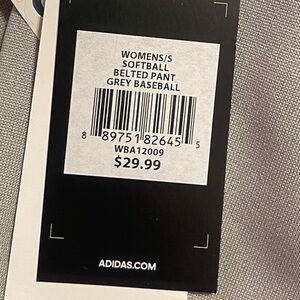 WOMENS/S
SOFTBALL
BELTED PANT
GREY BASEBALL
8 89751 82645 5
WBA12009
$29.99
ADIDAS.COM